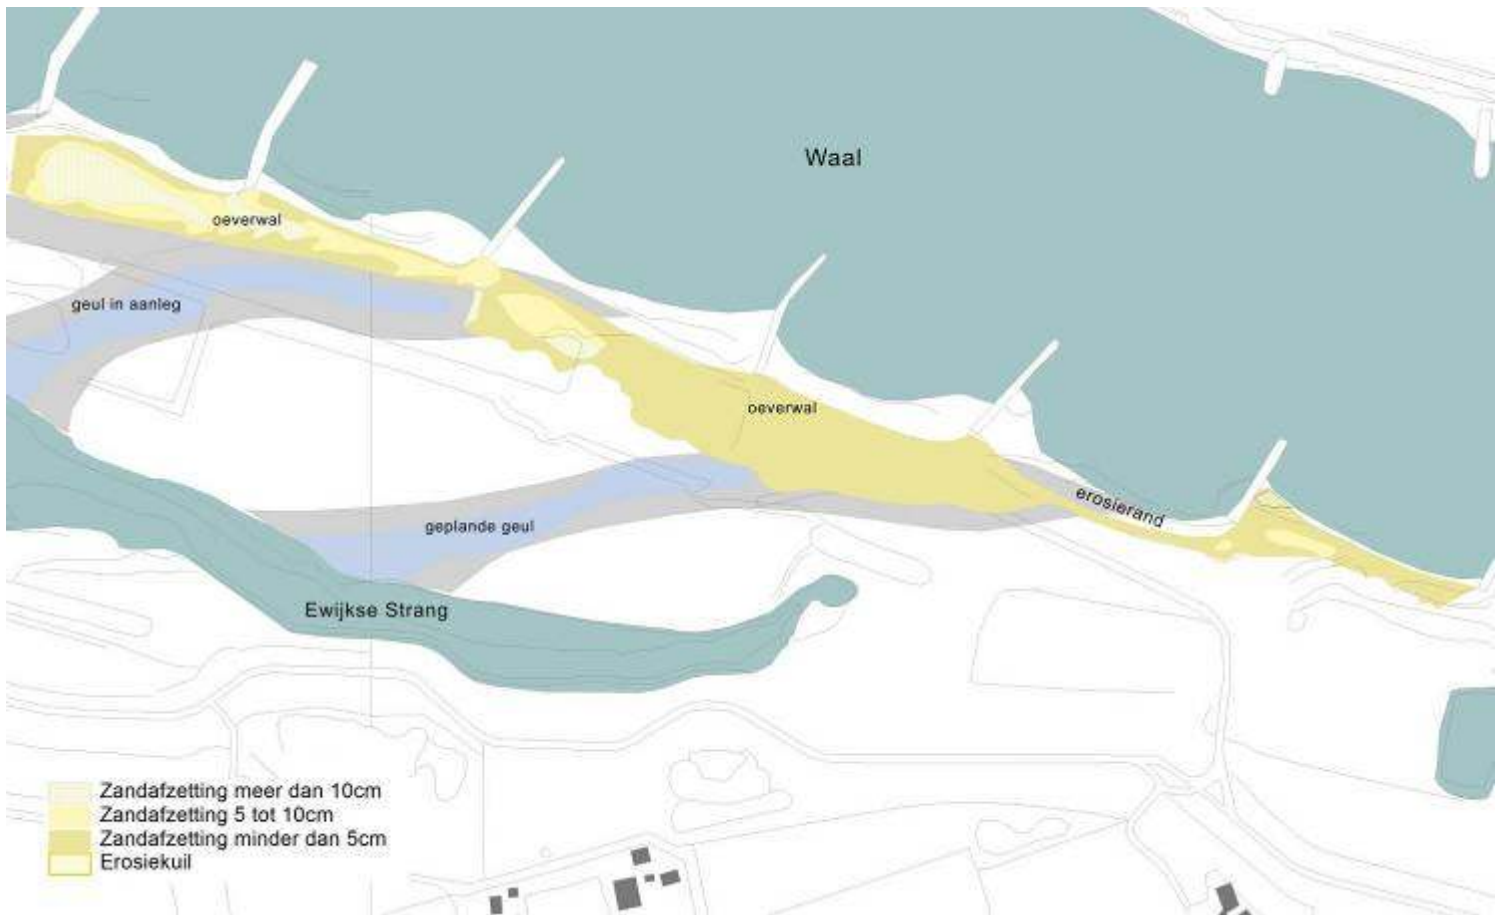 Waal
oeverwal
geul in aanleg
oeverwal
erosierand
geplande geul
Ewijkse Strang
Zandafzetting meer dan 10cm
Zandafzetting 5 tot 10cm
Zandafzetting minder dan 5cm
Erosiekuil